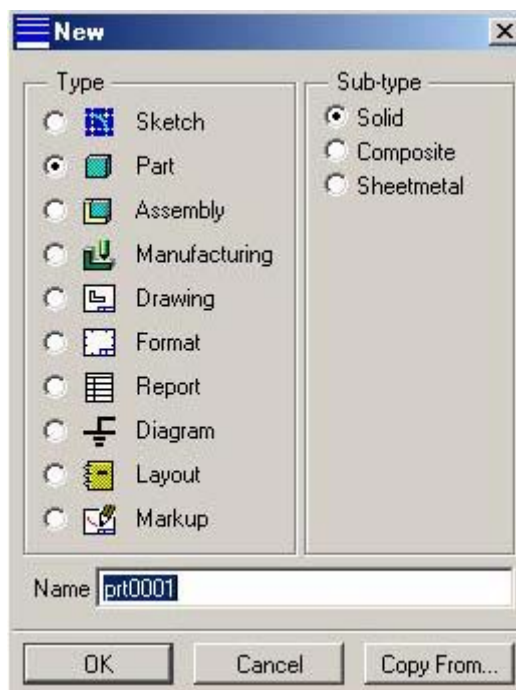 New
Type
Sketch
Part
Assembly
Manufacturing
Drawing
Format
Report
Diagram
Layout
Markup
Sub-type
Solid
Composite
Sheetmetal
Name prt0001
OK Cancel Copy From...